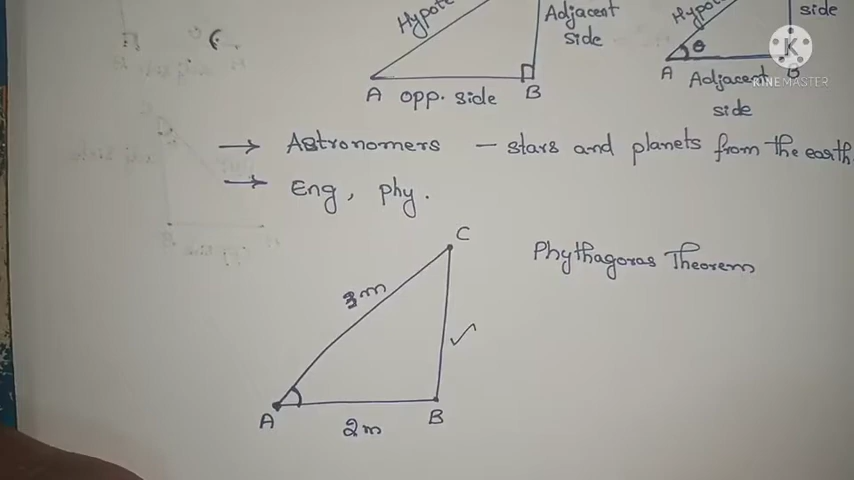 Hypote
Adjacent
side
A
opp. side
B
Hypot
side
θ
A
Adjacent
B
side
K
KINEMASTER
→ Astronomers – stars and planets from the earth
→ Eng, phy.
C
Phythagoras Theorem
3m
A
2m
B